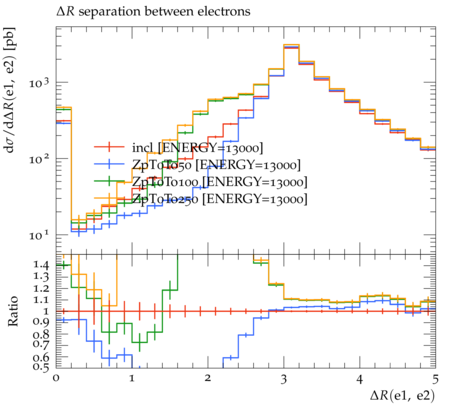 ΔR separation between electrons
dσ/dΔR(e1, e2) [pb]
10³
10²
10¹
incl [ENERGY=13000]
ZpToTo50 [ENERGY=13000]
ZpToTo100 [ENERGY=13000]
ZpToTo250 [ENERGY=13000]
Ratio
1.4
1.3
1.2
1.1
1
0.9
0.8
0.7
0.6
0.5
0 1 2 3 4 5
ΔR(e1, e2)